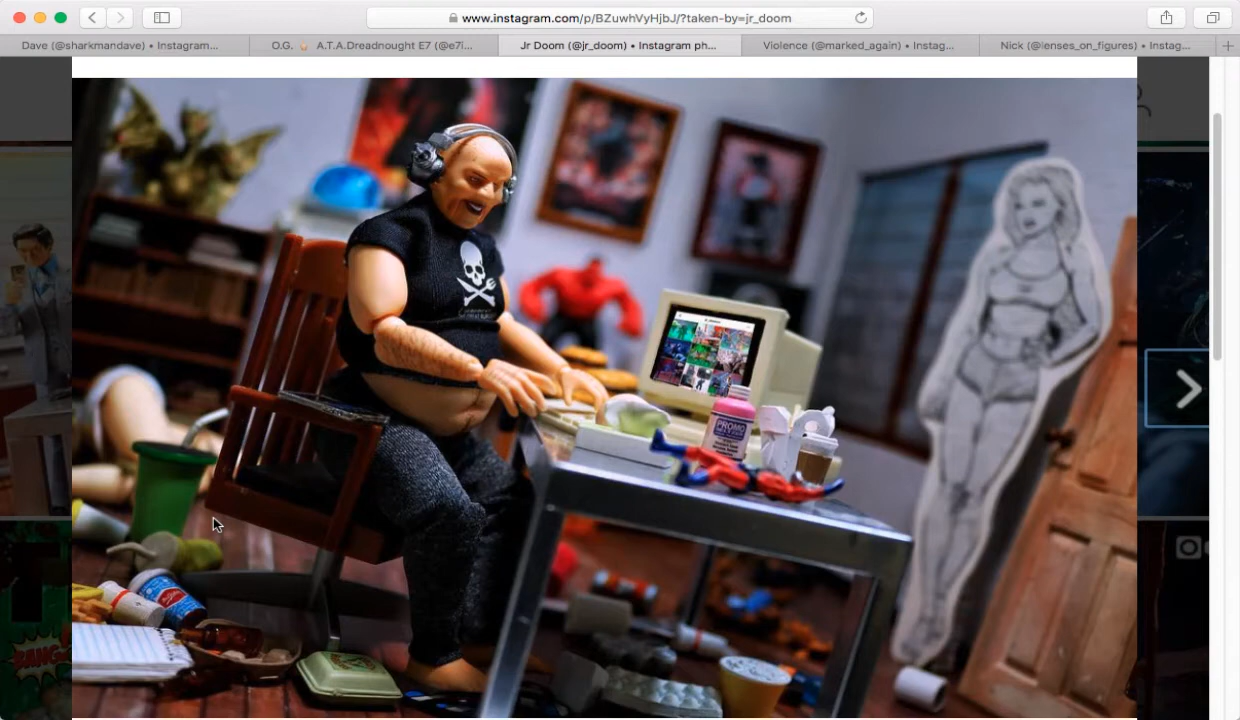 www.instagram.com/p/BZuwhVyHjbJ/?taken-by=jr_doom
Dave (@sharkmandave) • Instagram...
O.G. A.T.A.Dreadnought E7 (@e7i...
Jr Doom (@jr_doom) • Instagram ph...
Violence (@marked_again) • Instag...
Nick (@lenses_on_figures) • Instag...
PROMO
BANG